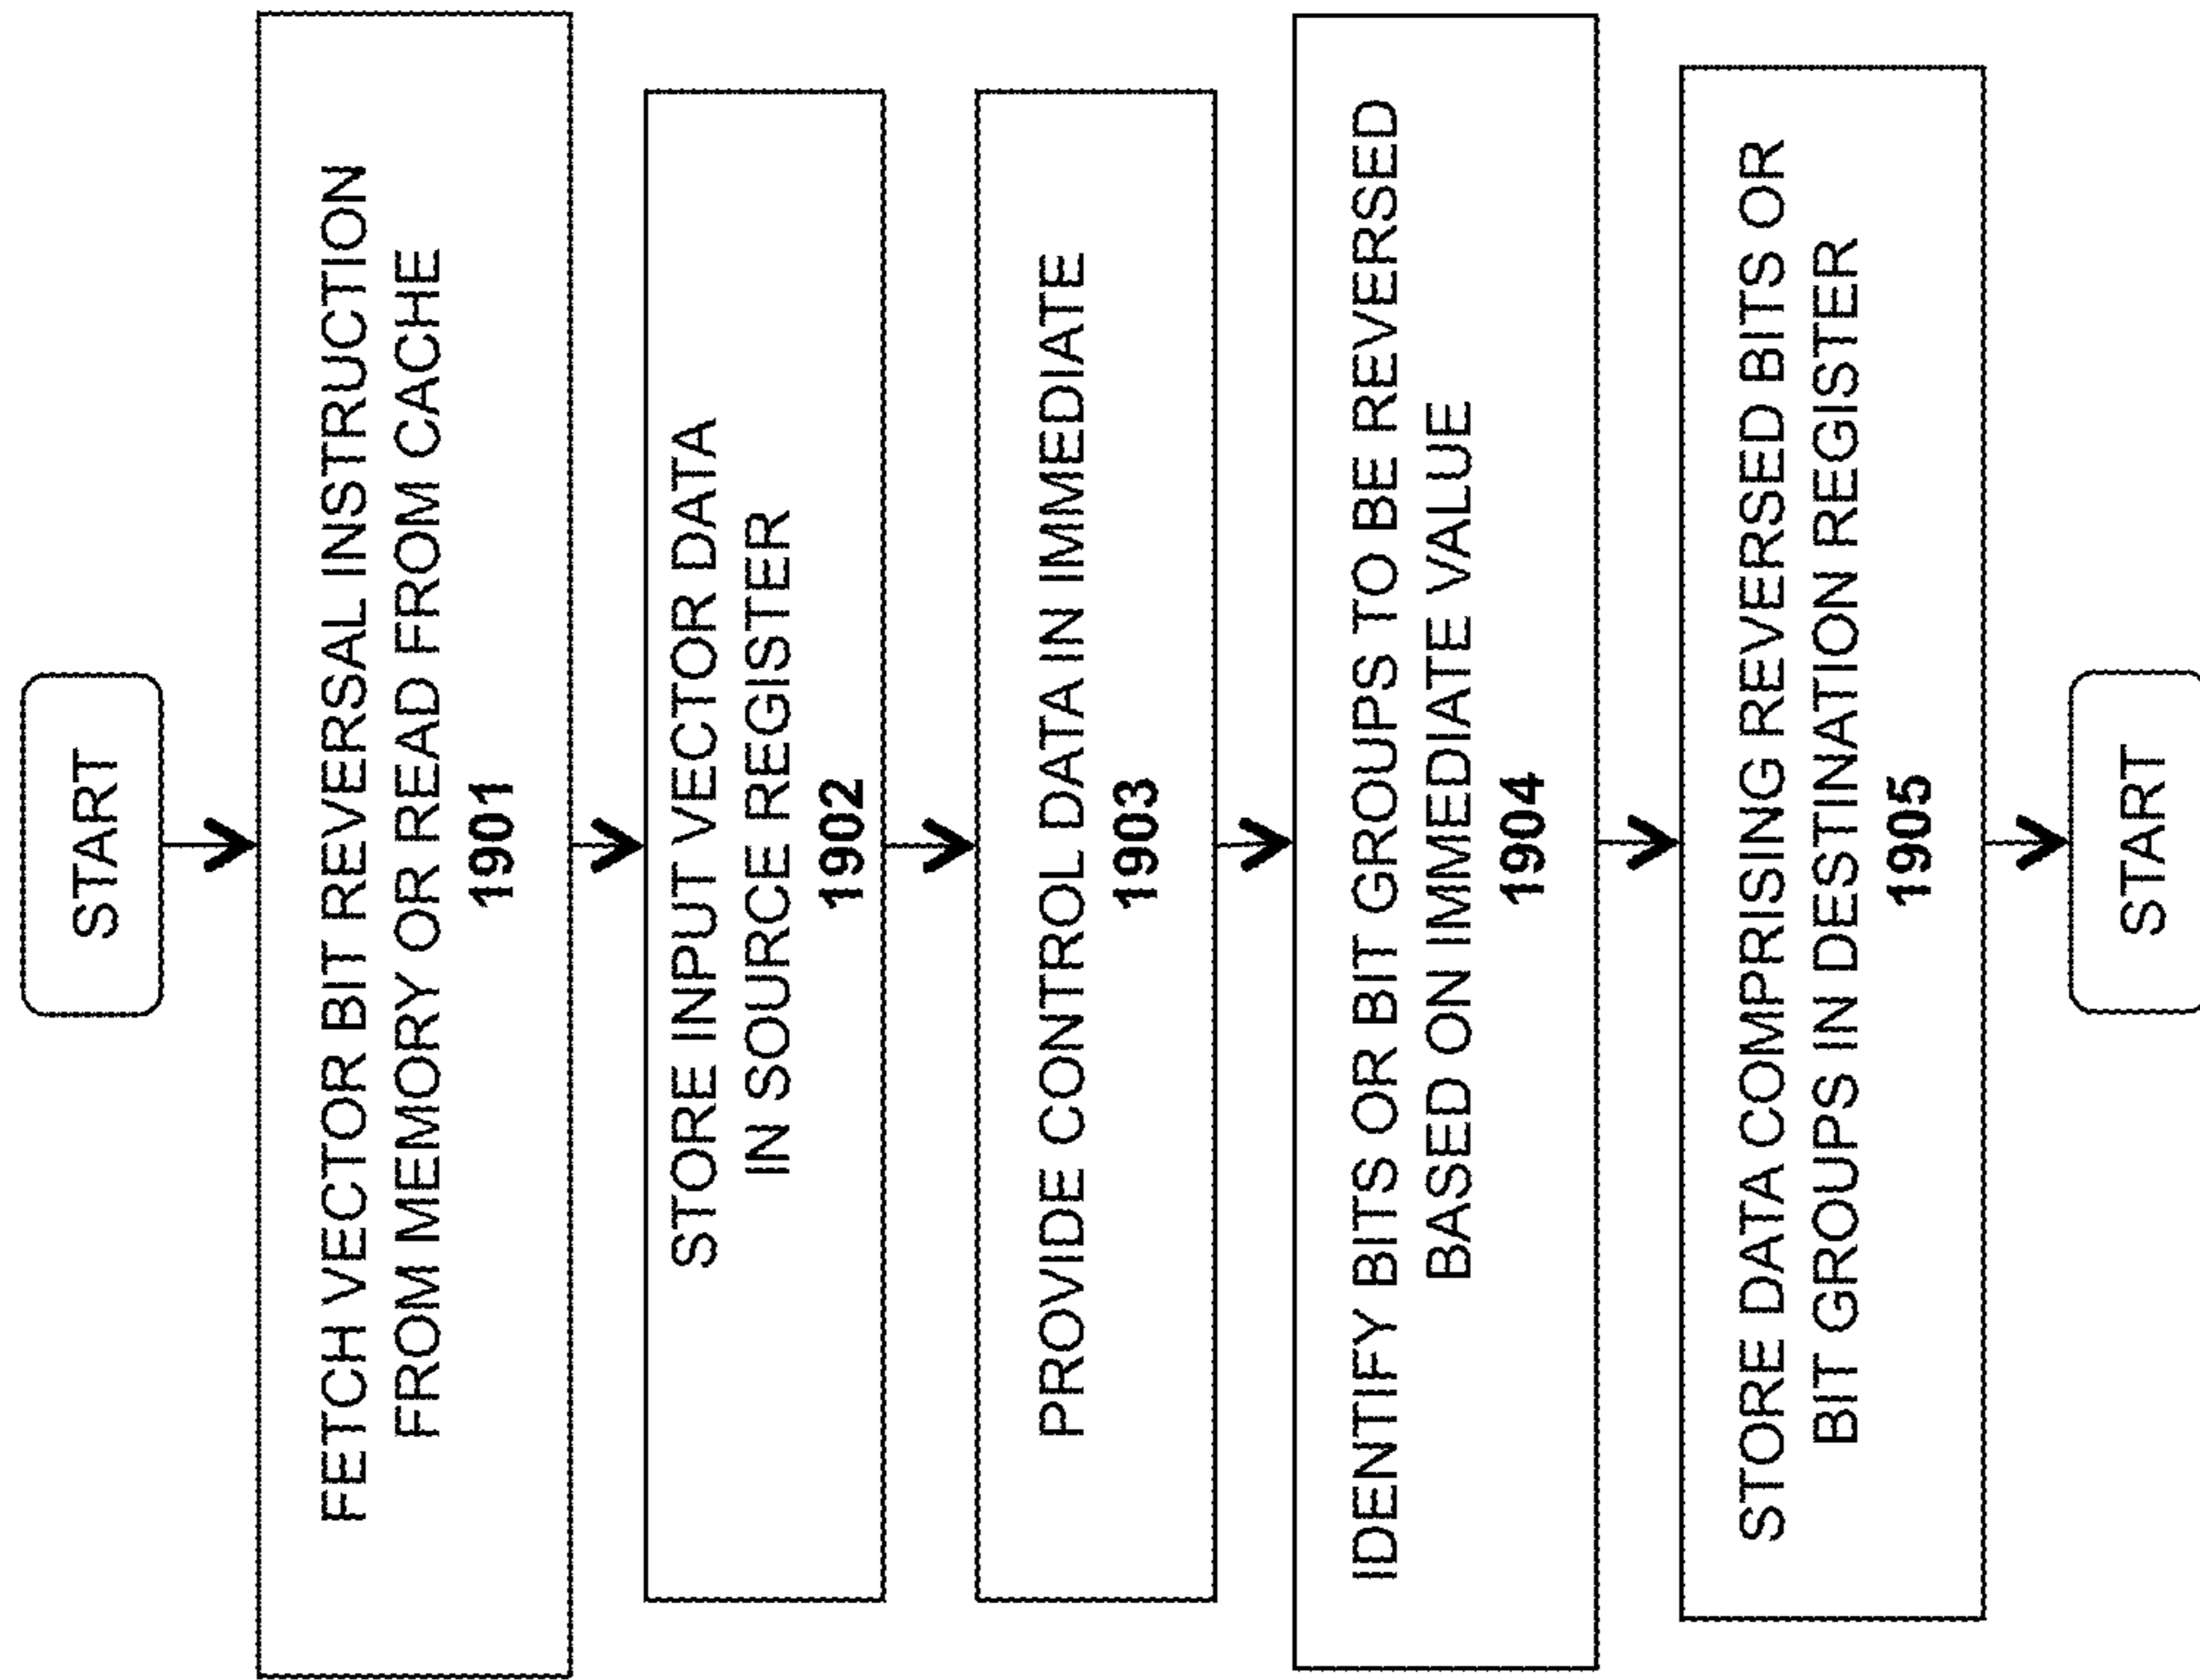 START
FETCH VECTOR BIT REVERSAL INSTRUCTION
FROM MEMORY OR READ FROM CACHE
1901
STORE INPUT VECTOR DATA
IN SOURCE REGISTER
1902
PROVIDE CONTROL DATA IN IMMEDIATE
1903
IDENTIFY BITS OR BIT GROUPS TO BE REVERSED
BASED ON IMMEDIATE VALUE
1904
STORE DATA COMPRISING REVERSED BITS OR
BIT GROUPS IN DESTINATION REGISTER
1905
START